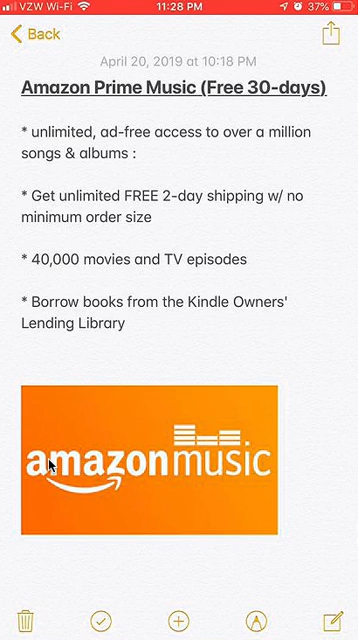 VZW Wi-Fi 11:28 PM 37%
Back
April 20, 2019 at 10:18 PM
Amazon Prime Music (Free 30-days)
* unlimited, ad-free access to over a million
songs & albums :
* Get unlimited FREE 2-day shipping w/ no
minimum order size
* 40,000 movies and TV episodes
* Borrow books from the Kindle Owners'
Lending Library
amazon music